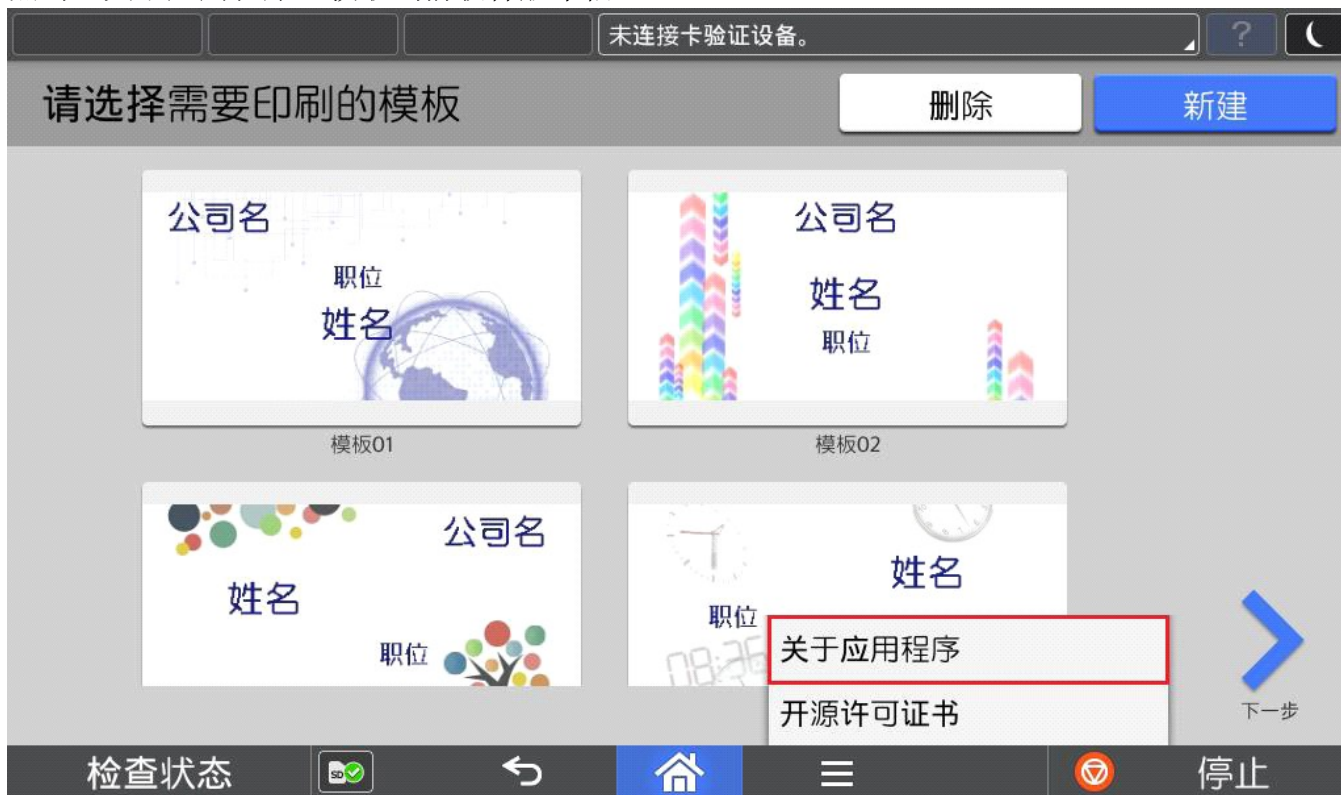 未连接卡验证设备。
?
请选择需要印刷的模板
删除
新建
公司名
职位
姓名
模板01
公司名
姓名
职位
模板02
公司名
姓名
职位
姓名
职位
08:36
关于应用程序
开源许可证书
下一步
检查状态
SD
停止